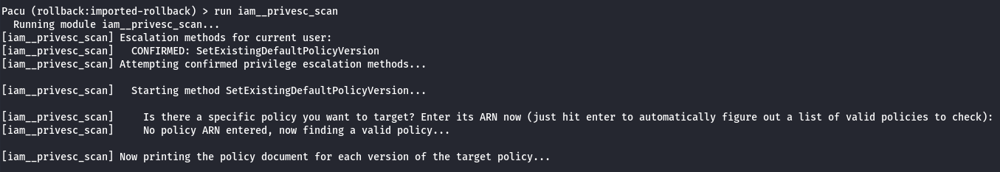 Pacu (rollback:imported-rollback) > run iam__privesc_scan
  Running module iam__privesc_scan...
[iam__privesc_scan] Escalation methods for current user:
[iam__privesc_scan]   CONFIRMED: SetExistingDefaultPolicyVersion
[iam__privesc_scan] Attempting confirmed privilege escalation methods...
[iam__privesc_scan]   Starting method SetExistingDefaultPolicyVersion...
[iam__privesc_scan]     Is there a specific policy you want to target? Enter its ARN now (just hit enter to automatically figure out a list of valid policies to check):
[iam__privesc_scan]     No policy ARN entered, now finding a valid policy...
[iam__privesc_scan] Now printing the policy document for each version of the target policy...